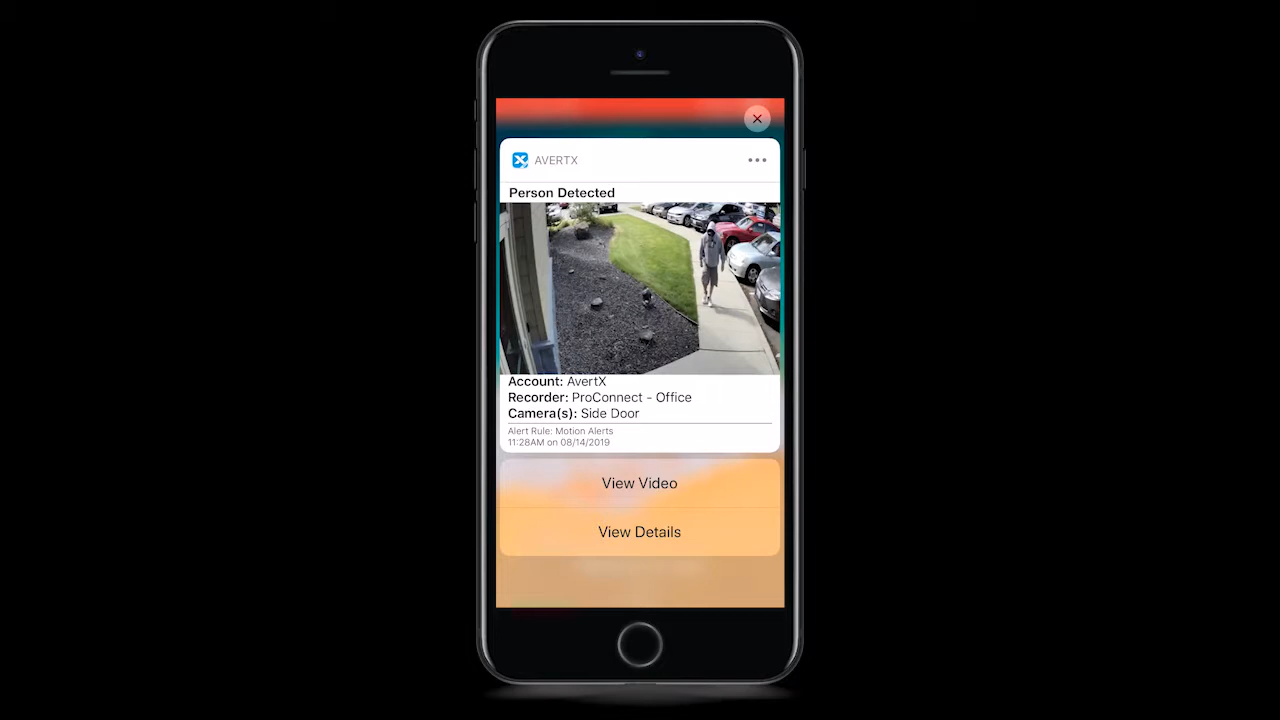 AVERTX
Person Detected
Account: AvertX
Recorder: ProConnect - Office
Camera(s): Side Door
Alert Rule: Motion Alerts
11:28AM on 08/14/2019
View Video
View Details